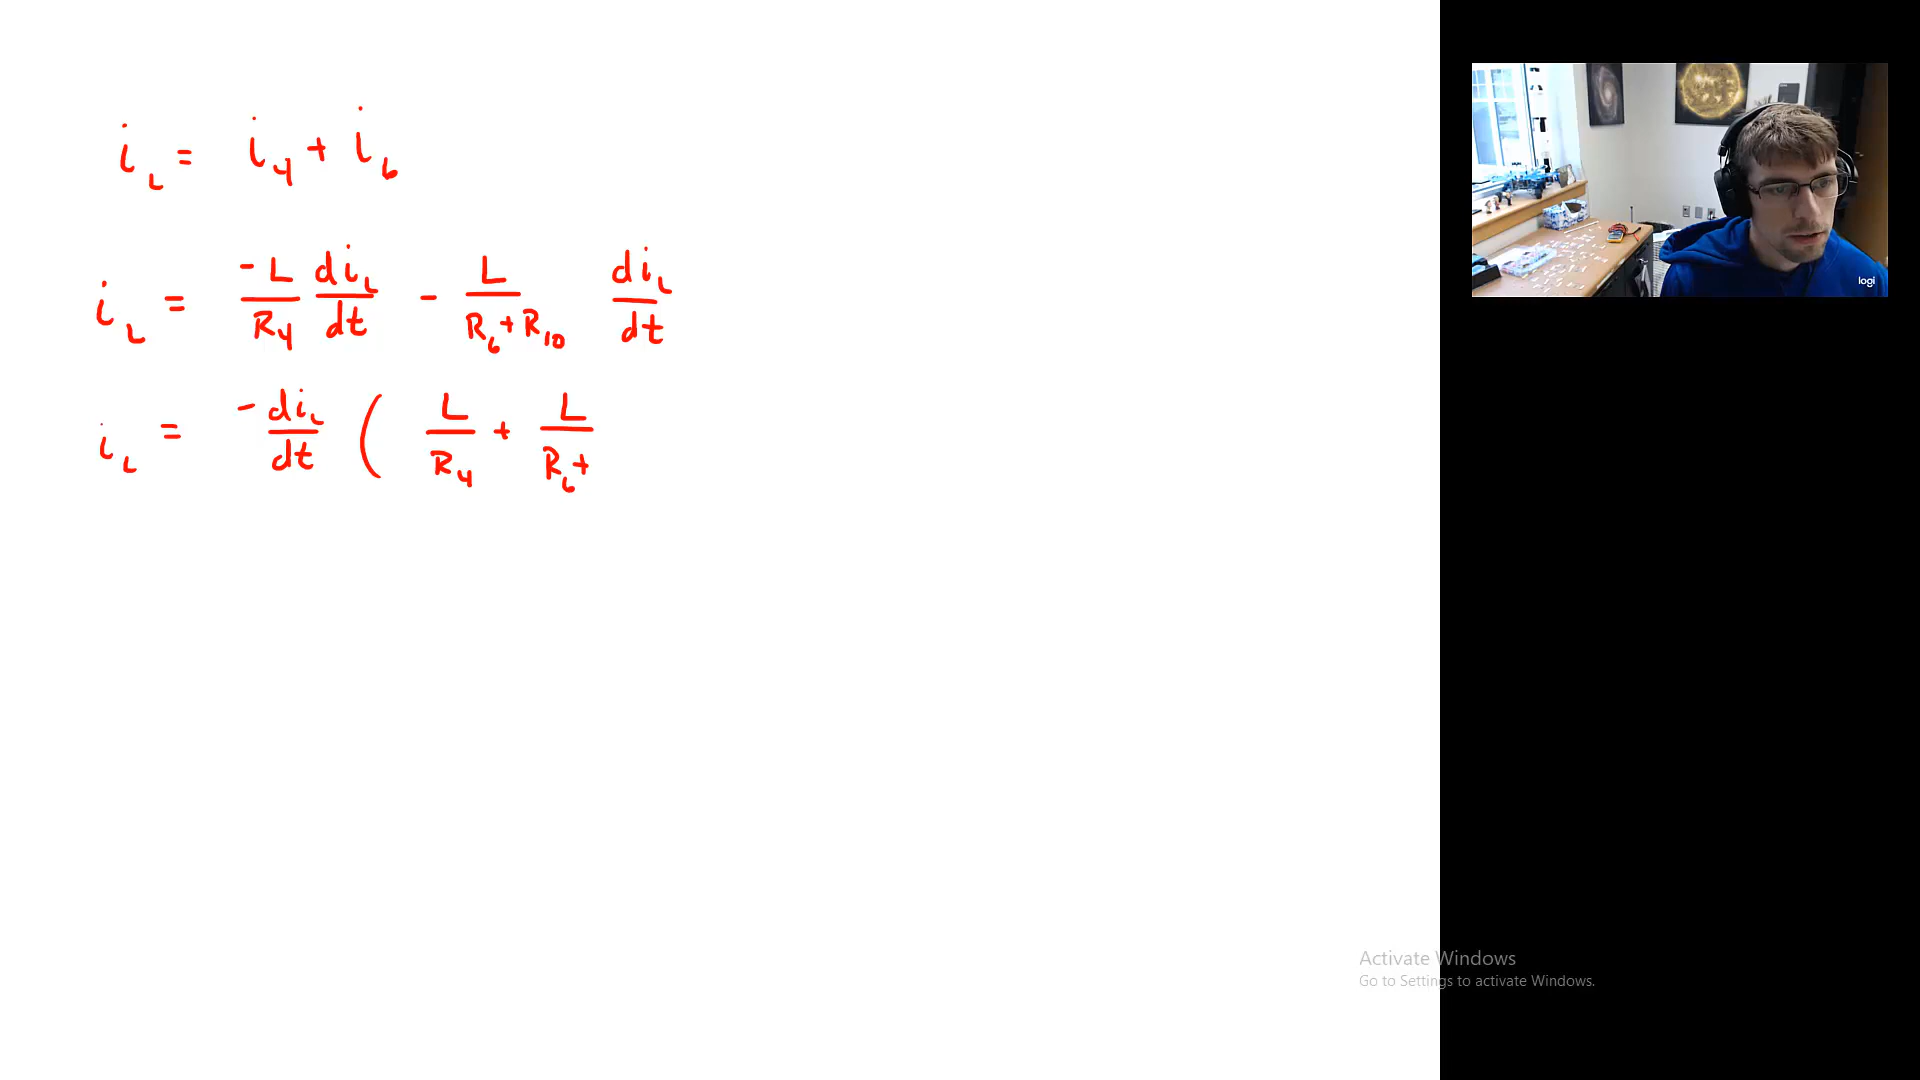 i_L = i_4 + i_6
i_L = -L/R_4 di_L/dt - L/(R_6+R_10) di_L/dt
i_L = -di_L/dt ( L/R_4 + L/R_6+
logi
Activate Windows
Go to Settings to activate Windows.